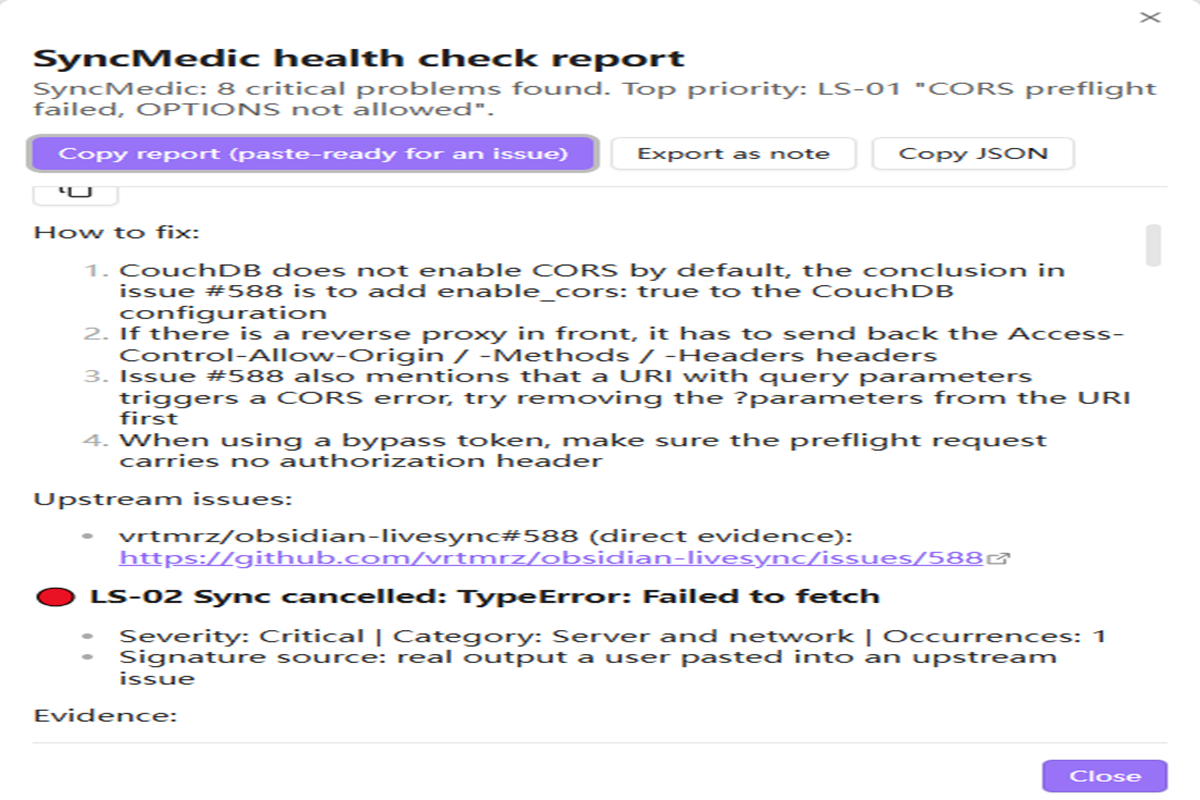 SyncMedic health check report
SyncMedic: 8 critical problems found. Top priority: LS-01 "CORS preflight
failed, OPTIONS not allowed".
Copy report (paste-ready for an issue)
Export as note
Copy JSON
How to fix:
1. CouchDB does not enable CORS by default, the conclusion in
issue #588 is to add enable_cors: true to the CouchDB
configuration
2. If there is a reverse proxy in front, it has to send back the Access-
Control-Allow-Origin / -Methods / -Headers headers
3. Issue #588 also mentions that a URI with query parameters
triggers a CORS error, try removing the ?parameters from the URI
first
4. When using a bypass token, make sure the preflight request
carries no authorization header
Upstream issues:
vrtmrz/obsidian-livesync#588 (direct evidence):
https://github.com/vrtmrz/obsidian-livesync/issues/588
LS-02 Sync cancelled: TypeError: Failed to fetch
Severity: Critical | Category: Server and network | Occurrences: 1
Signature source: real output a user pasted into an upstream
issue
Evidence:
Close